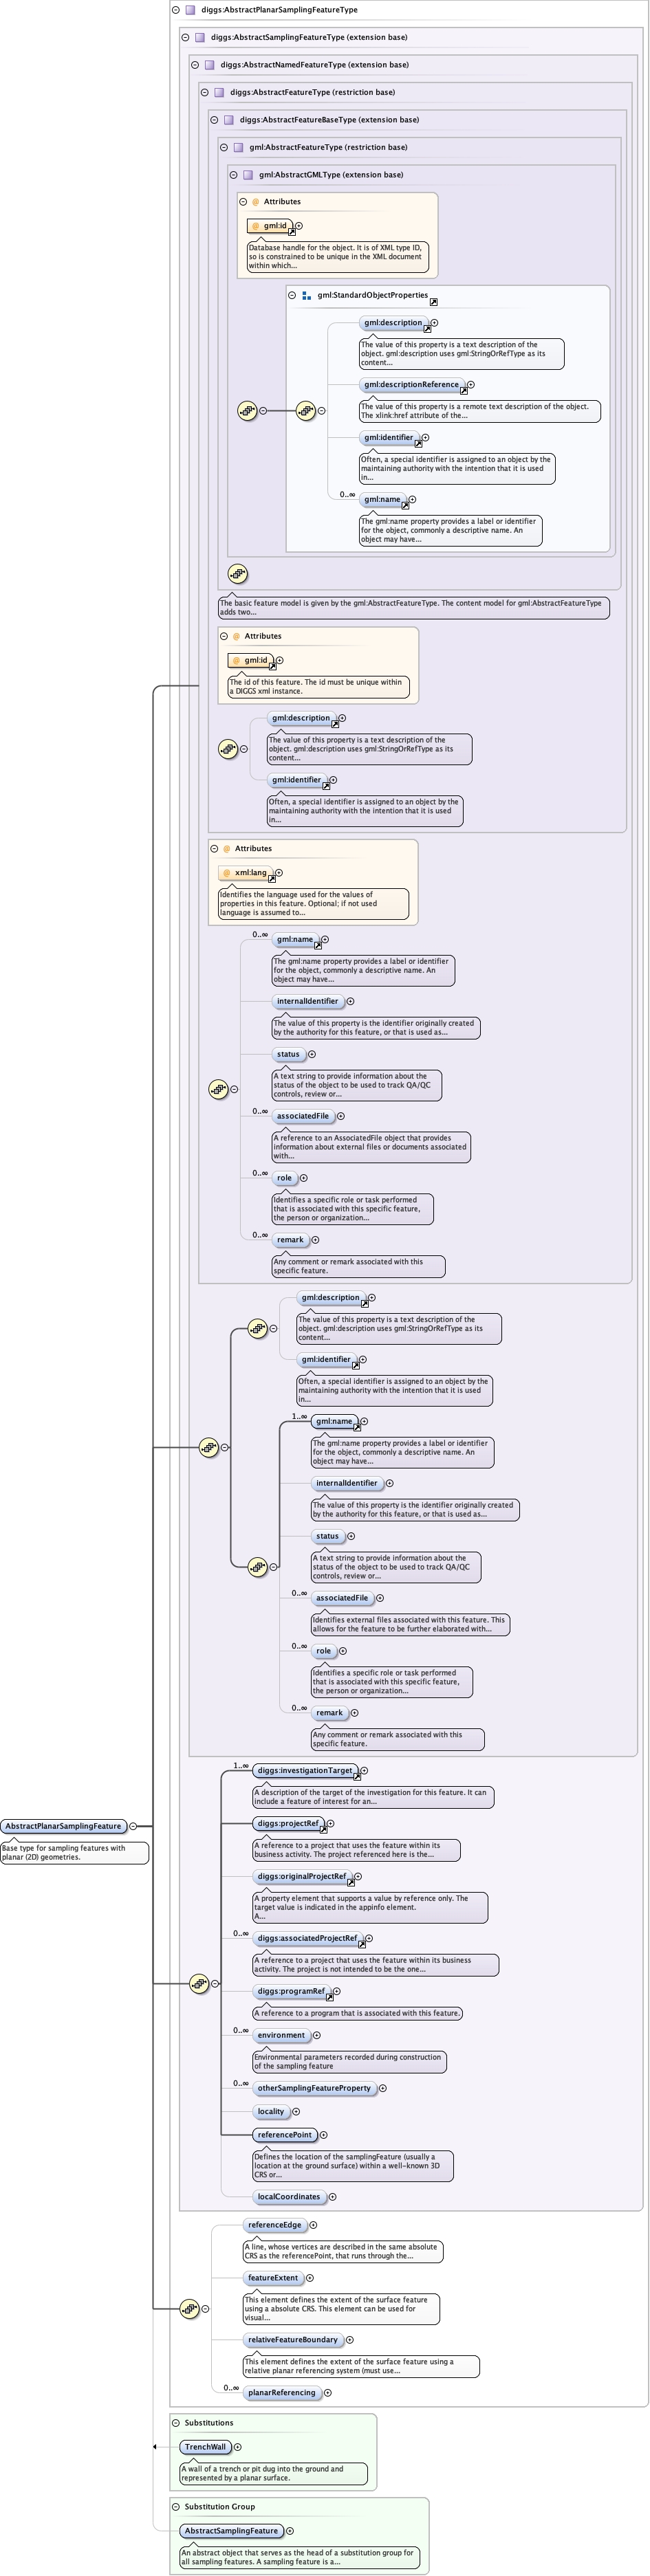 diggs:AbstractPlanarSamplingFeatureType
diggs:AbstractSamplingFeatureType (extension base)
diggs:AbstractNamedFeatureType (extension base)
diggs:AbstractFeatureType (restriction base)
diggs:AbstractFeatureBaseType (extension base)
gml:AbstractFeatureType (restriction base)
gml:AbstractGMLType (extension base)
@ Attributes
@ gml:id
Database handle for the object. It is of XML type ID,
so is constrained to be unique in the XML document
within which...
gml:StandardObjectProperties
gml:description
The value of this property is a text description of the
object. gml:description uses gml:StringOrRefType as its
content...
gml:descriptionReference
The value of this property is a remote text description of the object.
The xlink:href attribute of the...
gml:identifier
Often, a special identifier is assigned to an object by the
maintaining authority with the intention that it is used
in...
0..∞
gml:name
The gml:name property provides a label or identifier
for the object, commonly a descriptive name. An
object may have...
The basic feature model is given by the gml:AbstractFeatureType. The content model for gml:AbstractFeatureType
adds two...
@ Attributes
@ gml:id
The id of this feature. The id must be unique within
a DIGGS xml instance.
gml:description
The value of this property is a text description of the
object. gml:description uses gml:StringOrRefType as its
content...
gml:identifier
Often, a special identifier is assigned to an object by the
maintaining authority with the intention that it is used
in...
@ Attributes
@ xml:lang
Identifies the language used for the values of
properties in this feature. Optional; if not used
language is assumed to...
0..∞
gml:name
The gml:name property provides a label or identifier
for the object, commonly a descriptive name. An
object may have...
internalIdentifier
The value of this property is the identifier originally created
by the authority for this feature, or that is used as...
status
A text string to provide information about the
status of the object to be used to track QA/QC
controls, review or...
0..∞
associatedFile
A reference to an AssociatedFile object that provides
information about external files or documents associated
with...
0..∞
role
Identifies a specific role or task performed
that is associated with this specific feature,
the person or organization...
0..∞
remark
Any comment or remark associated with this
specific feature.
gml:description
The value of this property is a text description of the
object. gml:description uses gml:StringOrRefType as its
content...
gml:identifier
Often, a special identifier is assigned to an object by the
maintaining authority with the intention that it is used
in...
1..∞
gml:name
The gml:name property provides a label or identifier
for the object, commonly a descriptive name. An
object may have...
internalIdentifier
The value of this property is the identifier originally created
by the authority for this feature, or that is used as...
status
A text string to provide information about the
status of the object to be used to track QA/QC
controls, review or...
0..∞
associatedFile
Identifies external files associated with this feature. This
allows for the feature to be further elaborated with...
0..∞
role
Identifies a specific role or task performed
that is associated with this specific feature,
the person or organization...
0..∞
remark
Any comment or remark associated with this
specific feature.
1..∞
diggs:investigationTarget
A description of the target of the investigation for this feature. It can
include a feature of interest for an...
AbstractPlanarSamplingFeature
Base type for sampling features with
planar (2D) geometries.
diggs:projectRef
A reference to a project that uses the feature within its
business activity. The project referenced here is the...
diggs:originalProjectRef
A property element that supports a value by reference only. The
target value is indicated in the appinfo element.
A...
0..∞
diggs:associatedProjectRef
A reference to a project that uses the feature within its business
activity. The project is not intended to be the one...
diggs:programRef
A reference to a program that is associated with this feature.
0..∞
environment
Environmental parameters recorded during construction
of the sampling feature
0..∞
otherSamplingFeatureProperty
locality
referencePoint
Defines the location of the samplingFeature (usually a
location at the ground surface) within a well-known 3D
CRS or...
localCoordinates
referenceEdge
A line, whose vertices are described in the same absolute
CRS as the referencePoint, that runs through the...
featureExtent
This element defines the extent of the surface feature
using a absolute CRS. This element can be used for
visual...
relativeFeatureBoundary
This element defines the extent of the surface feature using a
relative planar referencing system (must use...
0..∞
planarReferencing
Substitutions
TrenchWall
A wall of a trench or pit dug into the ground and
represented by a planar surface.
Substitution Group
AbstractSamplingFeature
An abstract object that serves as the head of a substitution group for
all sampling features. A sampling feature is a...